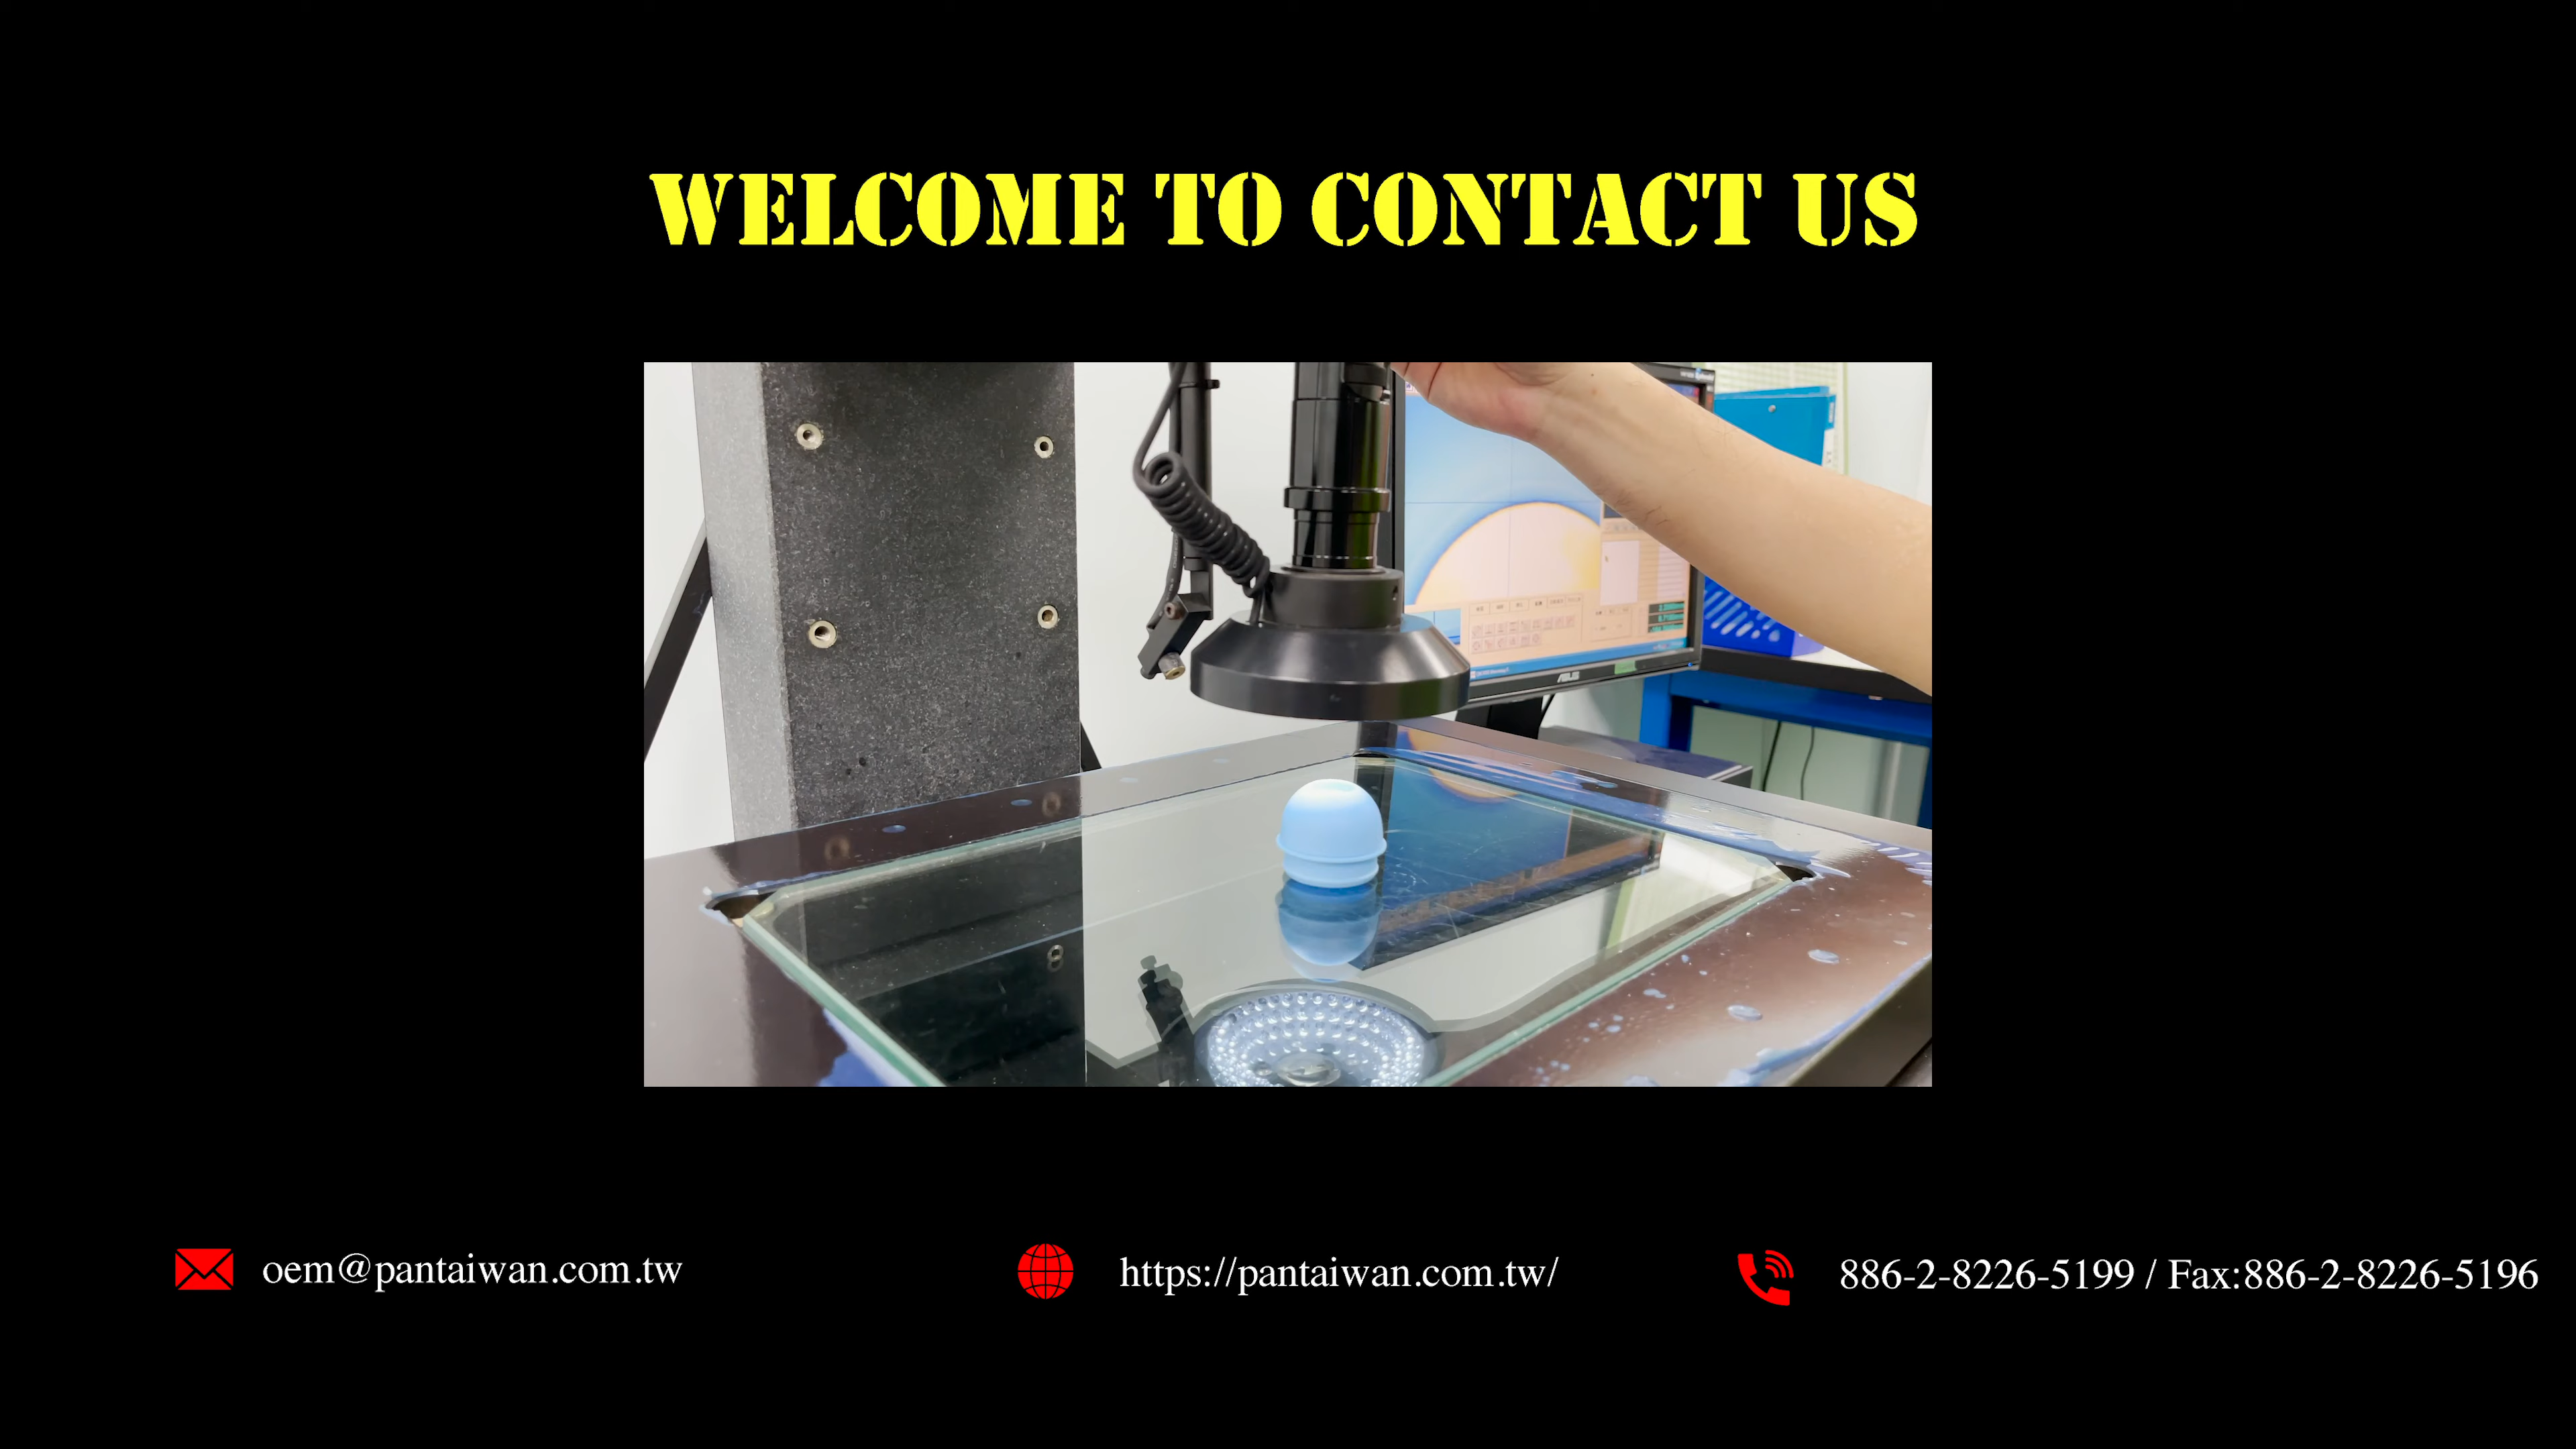 WELCOME TO CONTACT US
ASUS
oem@pantaiwan.com.tw
https://pantaiwan.com.tw/
886-2-8226-5199 / Fax:886-2-8226-5196